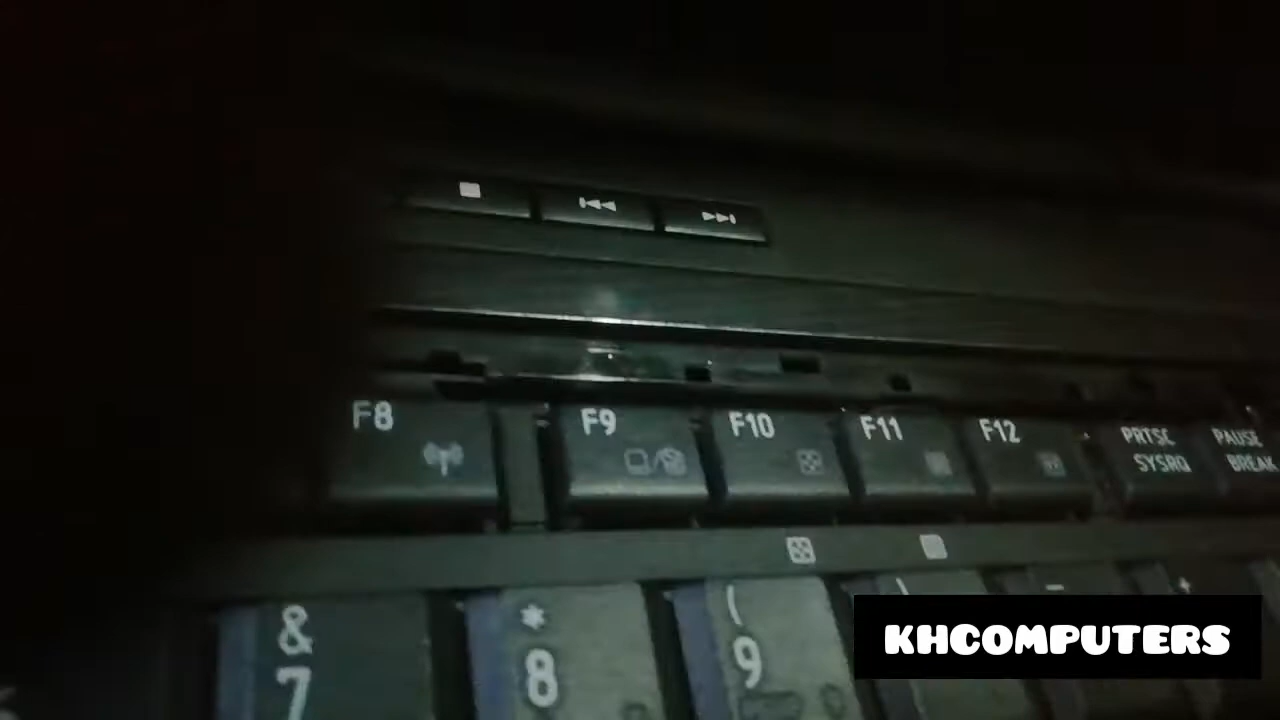 F8
F9
F10
F11
F12
PRTSC
SYSRQ
PAUSE
BREAK
&
7
*
8
(
9
-
+
KHCOMPUTERS